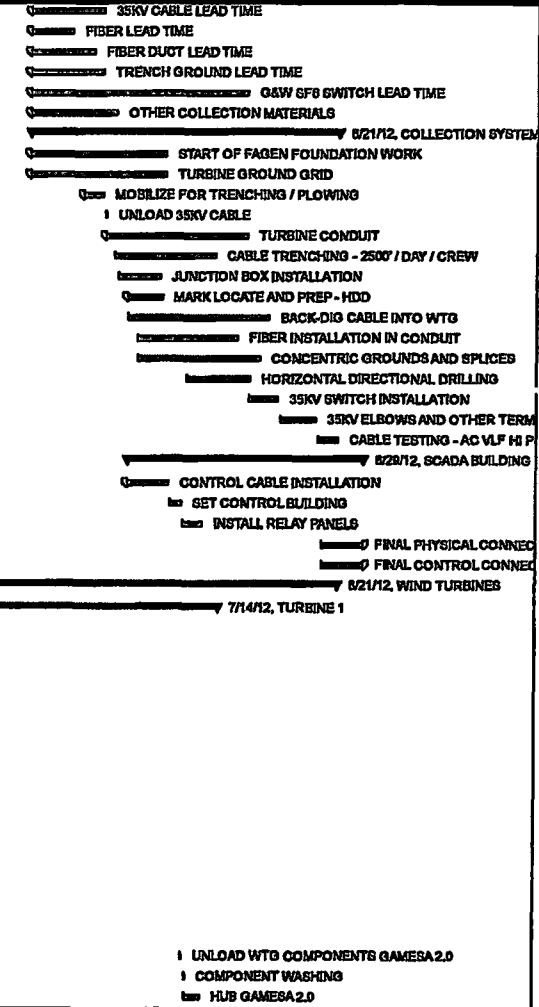 35KV CABLE LEAD TIME
FIBER LEAD TIME
FIBER DUCT LEAD TIME
TRENCH GROUND LEAD TIME
G&W SF6 SWITCH LEAD TIME
OTHER COLLECTION MATERIALS
8/21/12, COLLECTION SYSTEM
START OF FAGEN FOUNDATION WORK
TURBINE GROUND GRID
MOBILIZE FOR TRENCHING / PLOWING
UNLOAD 35KV CABLE
TURBINE CONDUIT
CABLE TRENCHING - 2500' / DAY / CREW
JUNCTION BOX INSTALLATION
MARK LOCATE AND PREP - HDD
BACK-DIG CABLE INTO WTG
FIBER INSTALLATION IN CONDUIT
CONCENTRIC GROUNDS AND SPLICES
HORIZONTAL DIRECTIONAL DRILLING
35KV SWITCH INSTALLATION
35KV ELBOWS AND OTHER TERM
CABLE TESTING - AC VLF HI P
8/29/12, SCADA BUILDING
CONTROL CABLE INSTALLATION
SET CONTROL BUILDING
INSTALL RELAY PANELS
FINAL PHYSICAL CONNEC
FINAL CONTROL CONNEC
8/21/12, WIND TURBINES
7/14/12, TURBINE 1
UNLOAD WTG COMPONENTS GAMESA 2.0
COMPONENT WASHING
HUB GAMESA 2.0